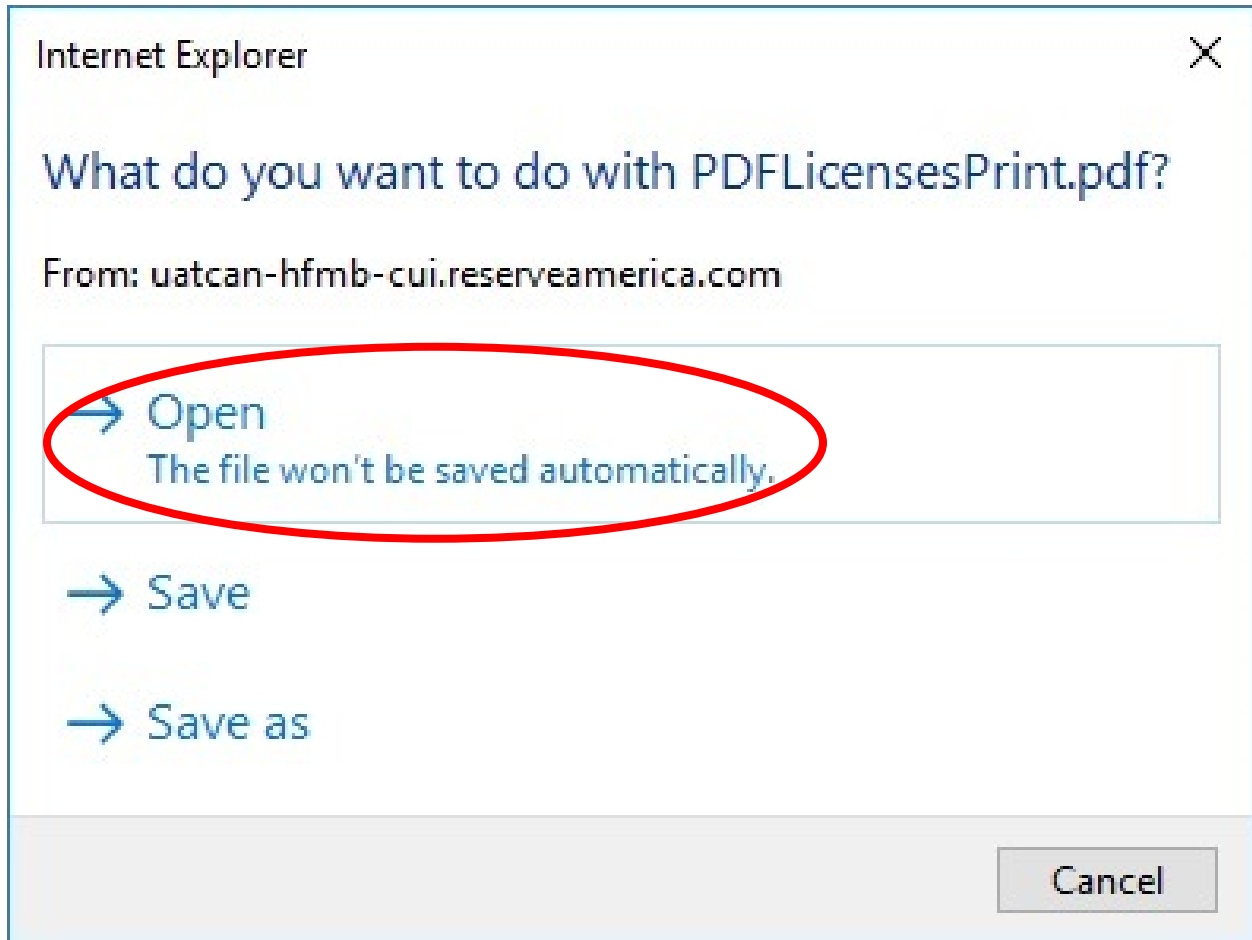 Internet Explorer
What do you want to do with PDFLicensesPrint.pdf?
From: uatcan-hfmb-cui.reserveamerica.com
Open
The file won't be saved automatically.
Save
Save as
Cancel